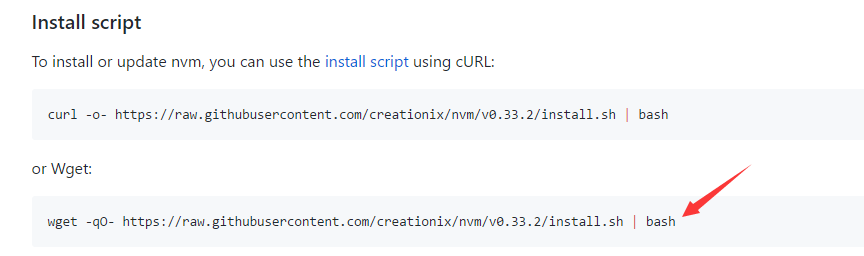 Install script
To install or update nvm, you can use the install script using cURL:
curl -o- https://raw.githubusercontent.com/creationix/nvm/v0.33.2/install.sh | bash
or Wget:
wget -qO- https://raw.githubusercontent.com/creationix/nvm/v0.33.2/install.sh | bash